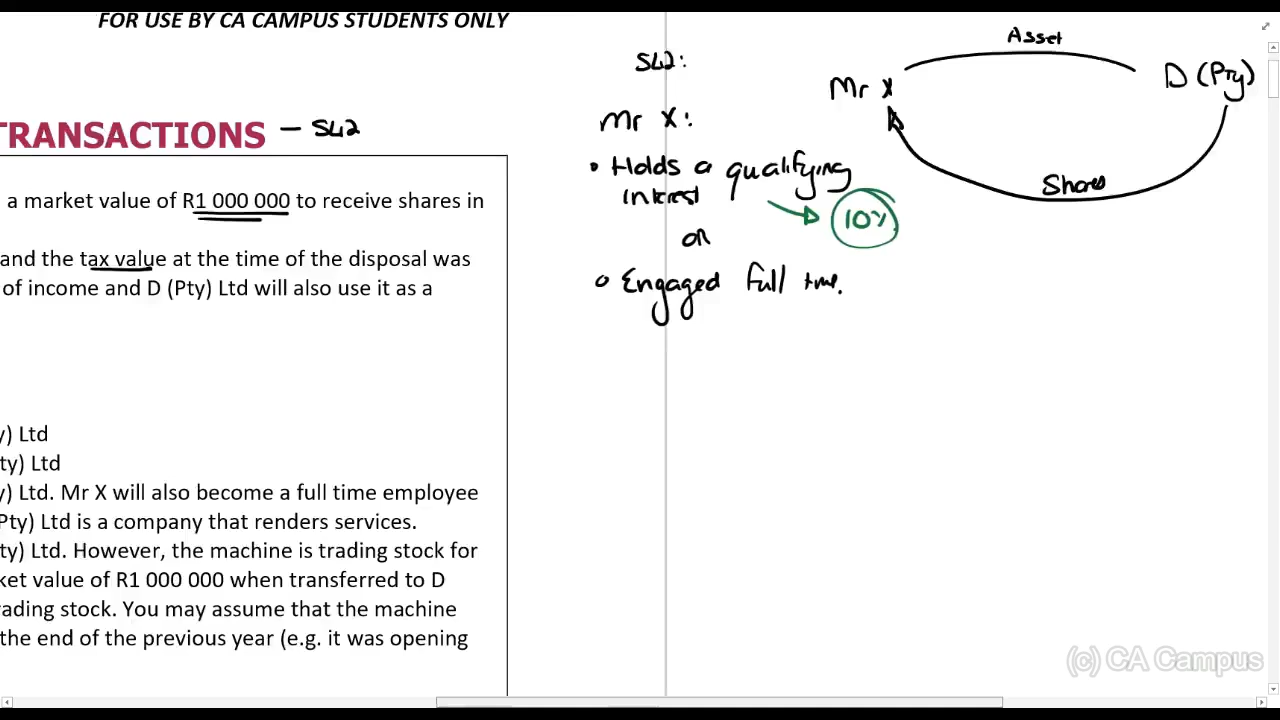 FOR USE BY CA CAMPUS STUDENTS ONLY
TRANSACTIONS - S42
a market value of R1 000 000 to receive shares in
and the tax value at the time of the disposal was
of income and D (Pty) Ltd will also use it as a
y) Ltd
ty) Ltd
y) Ltd. Mr X will also become a full time employee
Pty) Ltd is a company that renders services.
ty) Ltd. However, the machine is trading stock for
ket value of R1 000 000 when transferred to D
rading stock. You may assume that the machine
the end of the previous year (e.g. it was opening
S42:
Mr X:
• Holds a qualifying
interest
10%
OR
• Engaged full time.
Asset
Mr X
D (Pty)
Shares
(c) CA Campus